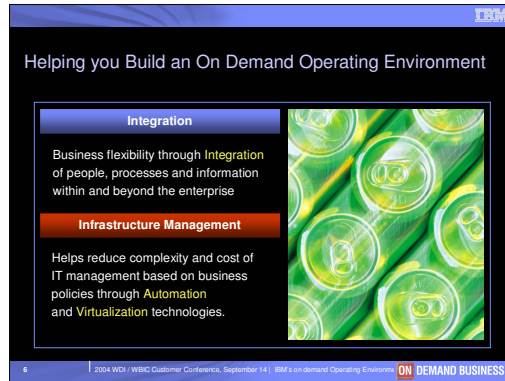 IBM
Helping you Build an On Demand Operating Environment
Integration
Business flexibility through Integration
of people, processes and information
within and beyond the enterprise
Infrastructure Management
Helps reduce complexity and cost of
IT management based on business
policies through Automation
and Virtualization technologies.
6
2004 WDI / WBIC Customer Conference, September 14 | IBM's on demand Operating Environme
ON DEMAND BUSINESS